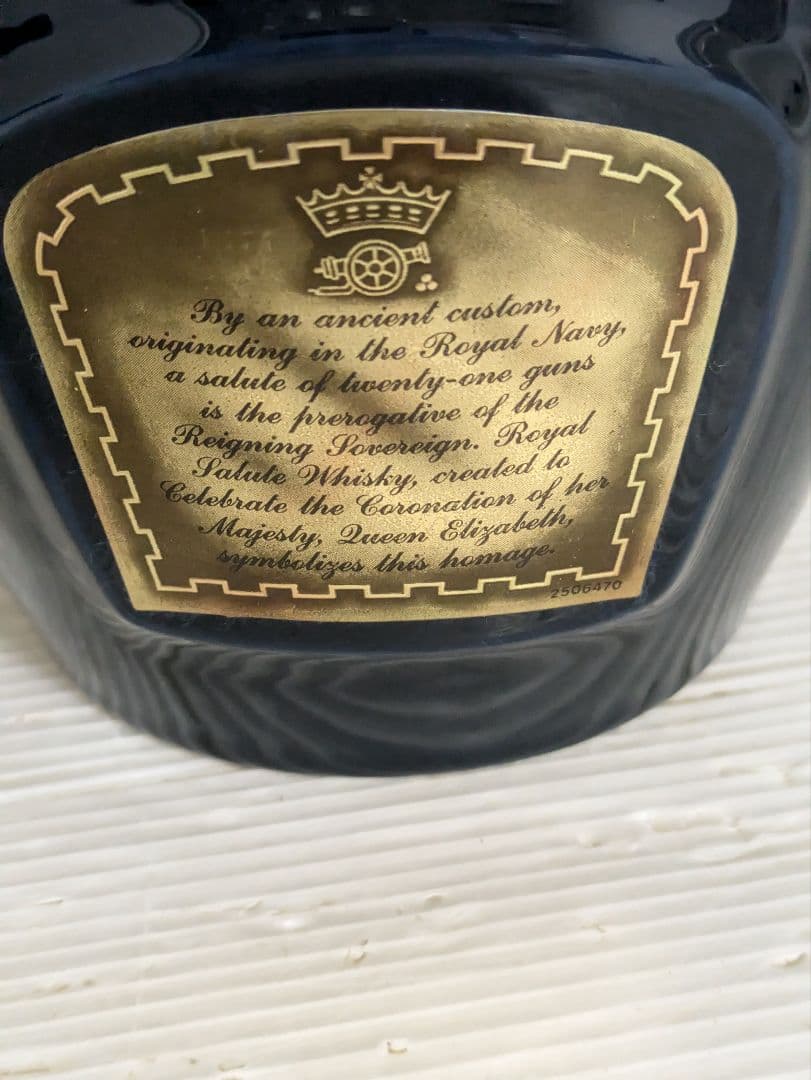 By an ancient custom,
originating in the Royal Navy,
a salute of twenty-one guns
is the prerogative of the
Reigning Sovereign. Royal
Salute Whisky, created to
Celebrate the Coronation of her
Majesty, Queen Elizabeth,
symbolizes this homage.
2506470